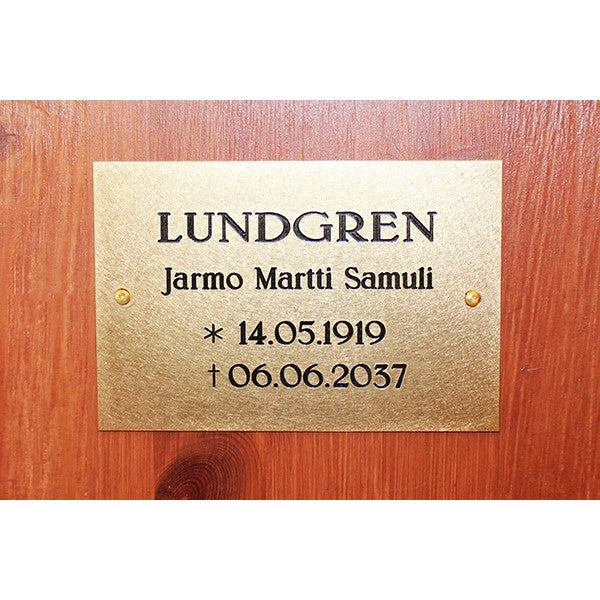 LUNDGREN
Jarmo Martti Samuli
* 14.05.1919
† 06.06.2037